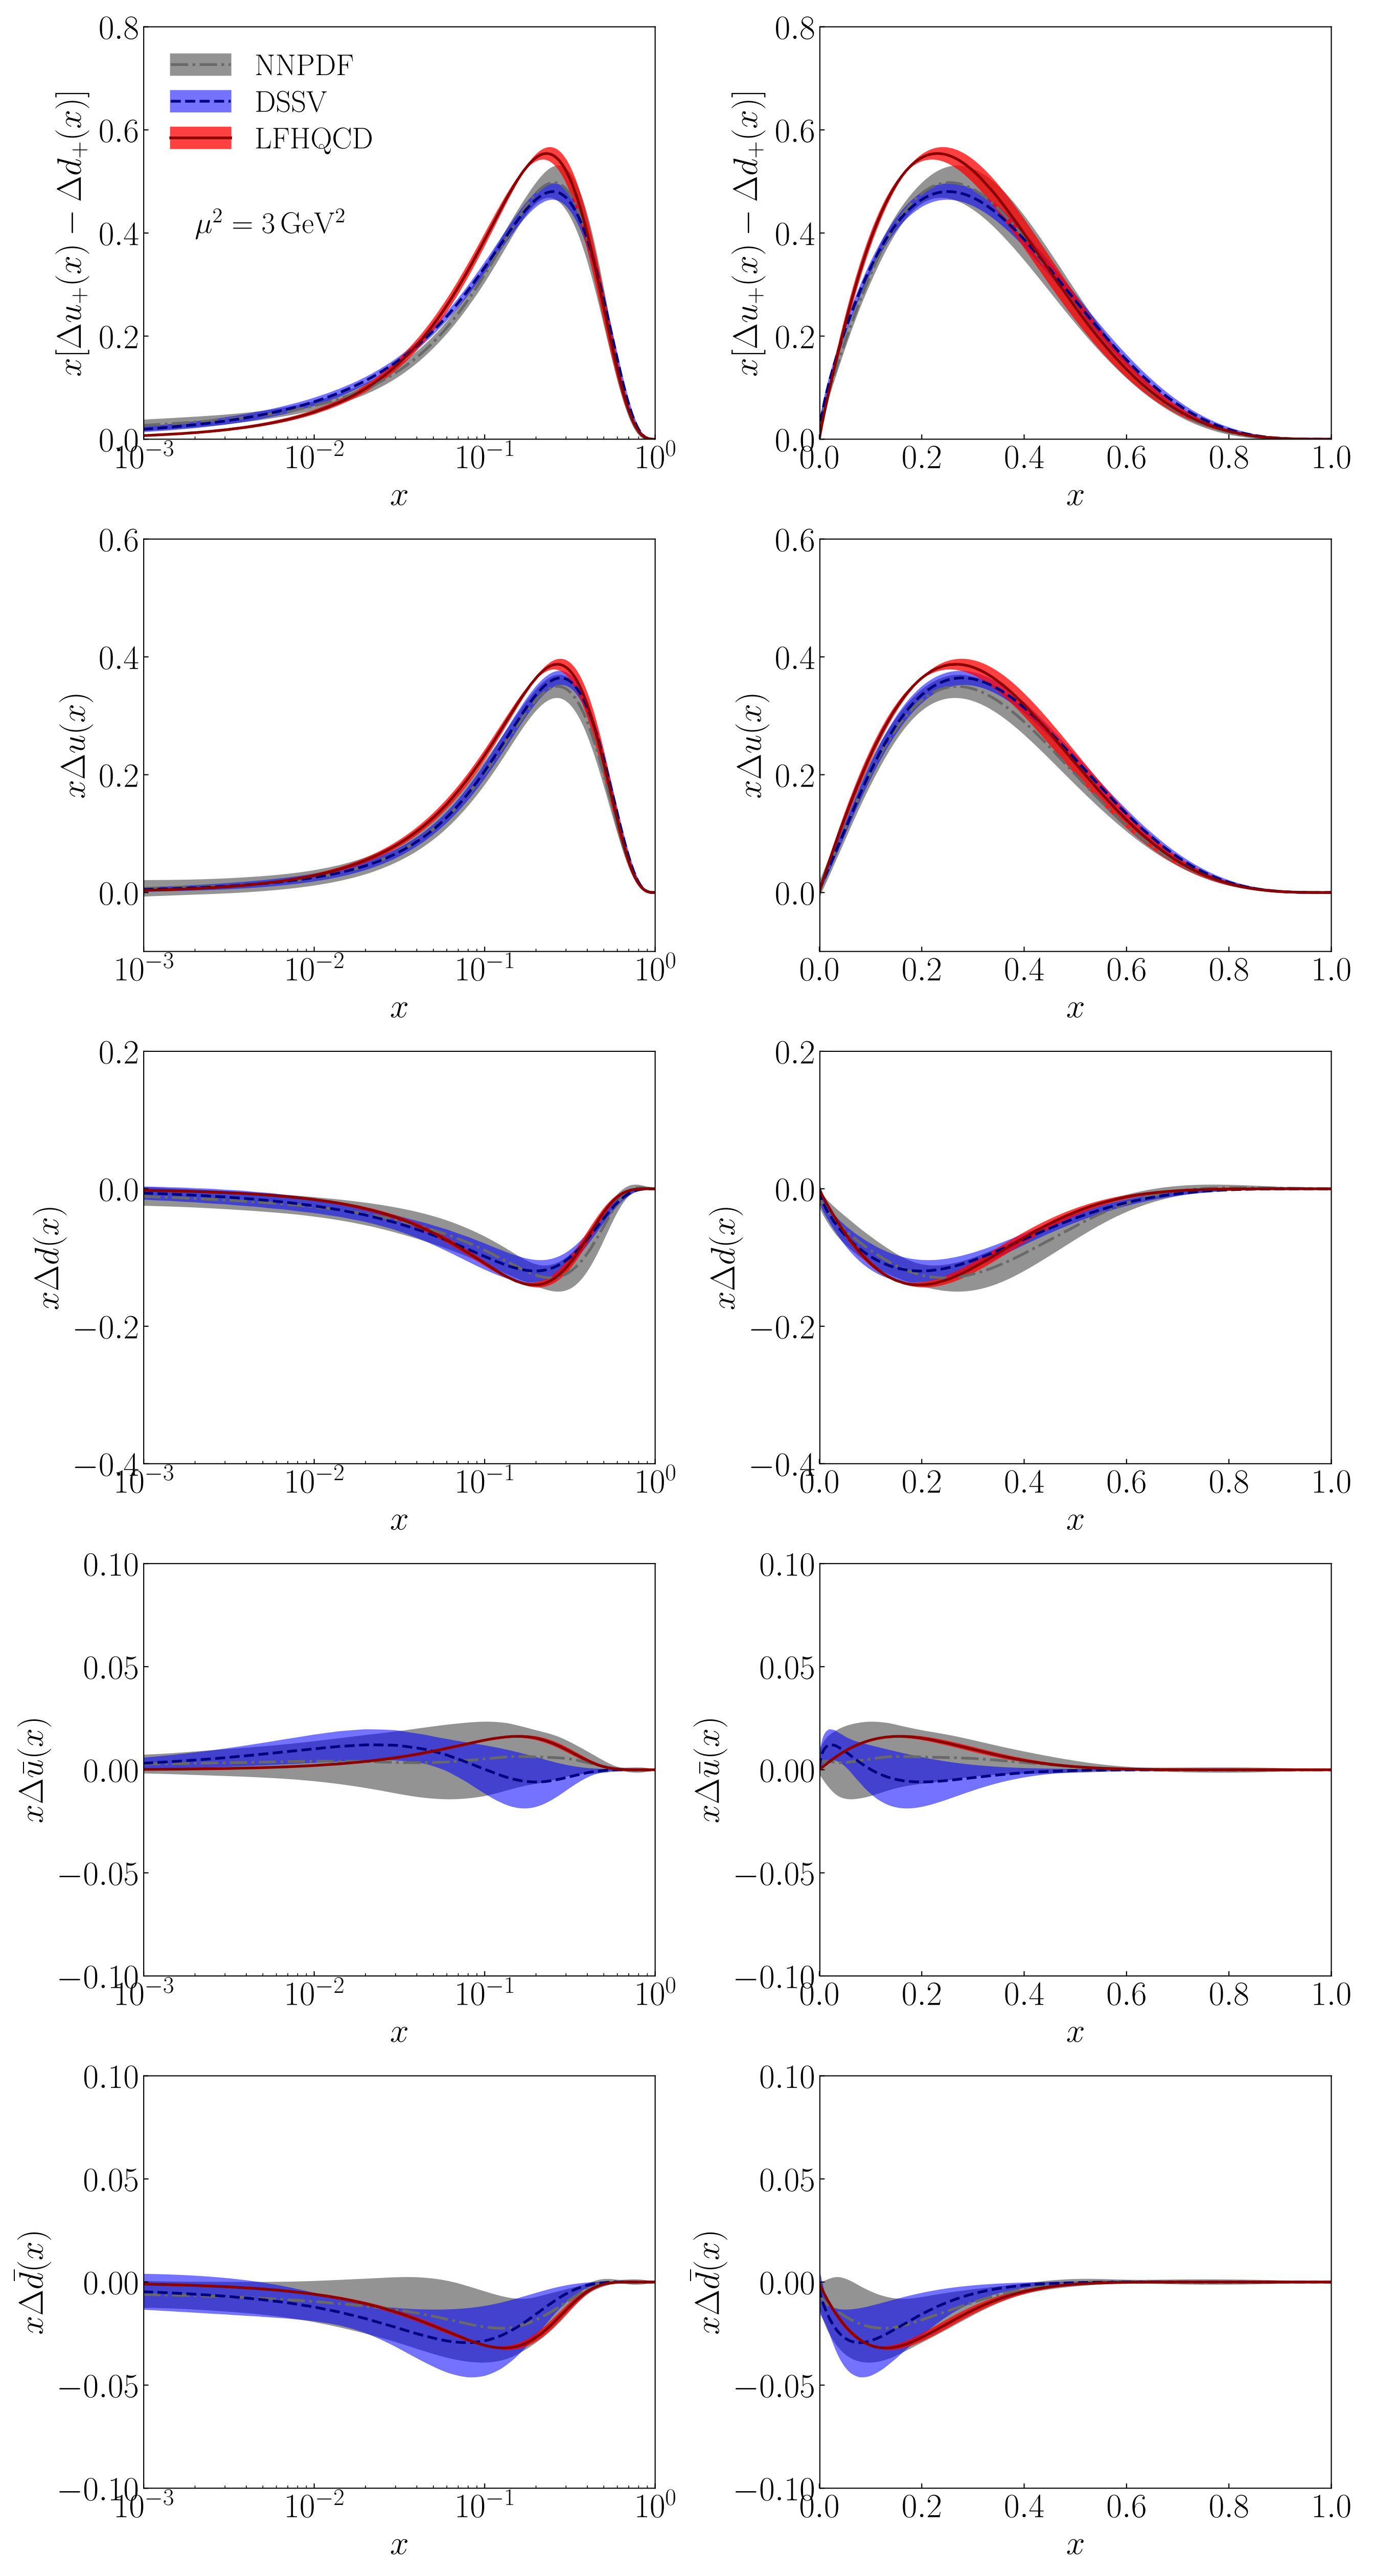 0.8
0.6
0.4
0.2
0.0
x[Δu₊(x) − Δd₊(x)]
NNPDF
DSSV
LFHQCD
μ² = 3 GeV²
10⁻³ 10⁻² 10⁻¹ 10⁰
x
0.8
0.6
0.4
0.2
0.0
x[Δu₊(x) − Δd₊(x)]
0.0 0.2 0.4 0.6 0.8 1.0
x
0.6
0.4
0.2
0.0
xΔu(x)
10⁻³ 10⁻² 10⁻¹ 10⁰
x
0.6
0.4
0.2
0.0
xΔu(x)
0.0 0.2 0.4 0.6 0.8 1.0
x
0.2
0.0
−0.2
−0.4
xΔd(x)
10⁻³ 10⁻² 10⁻¹ 10⁰
x
0.2
0.0
−0.2
−0.4
xΔd(x)
0.0 0.2 0.4 0.6 0.8 1.0
x
0.10
0.05
0.00
−0.05
−0.10
xΔū(x)
10⁻³ 10⁻² 10⁻¹ 10⁰
x
0.10
0.05
0.00
−0.05
−0.10
xΔū(x)
0.0 0.2 0.4 0.6 0.8 1.0
x
0.10
0.05
0.00
−0.05
−0.10
xΔd̄(x)
10⁻³ 10⁻² 10⁻¹ 10⁰
x
0.10
0.05
0.00
−0.05
−0.10
xΔd̄(x)
0.0 0.2 0.4 0.6 0.8 1.0
x